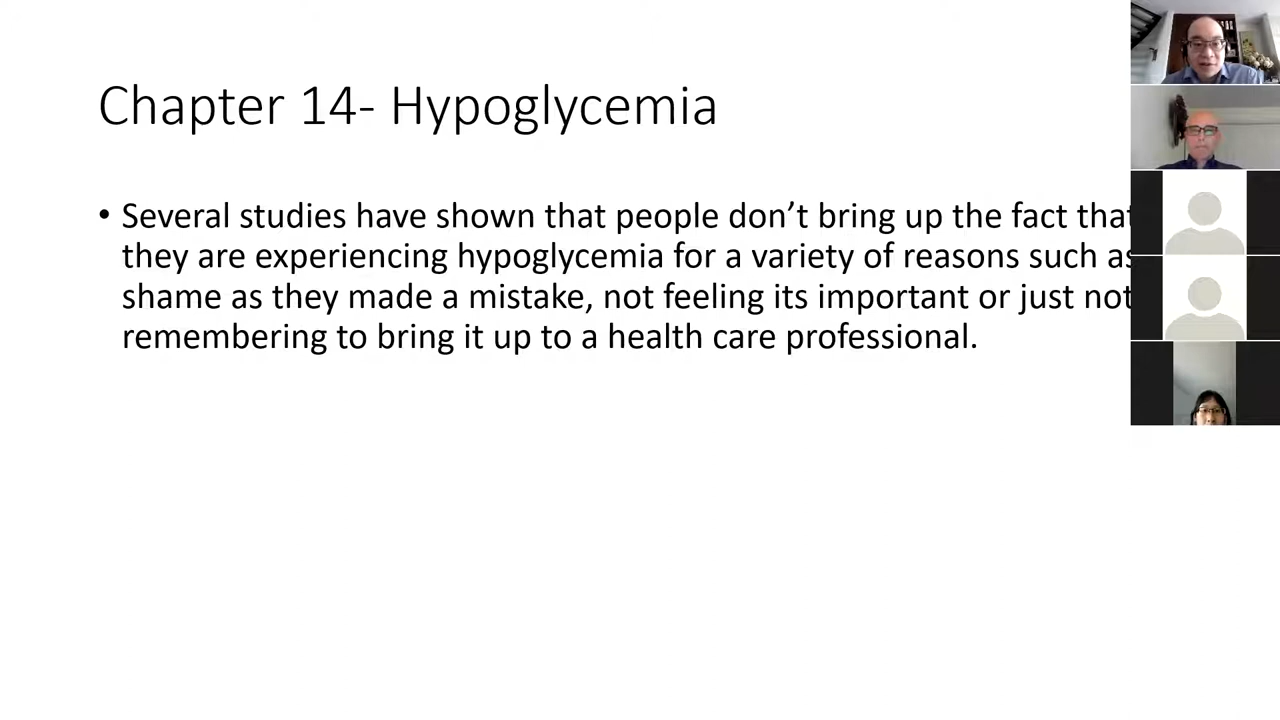 Chapter 14- Hypoglycemia
• Several studies have shown that people don’t bring up the fact that
they are experiencing hypoglycemia for a variety of reasons such as
shame as they made a mistake, not feeling its important or just not
remembering to bring it up to a health care professional.